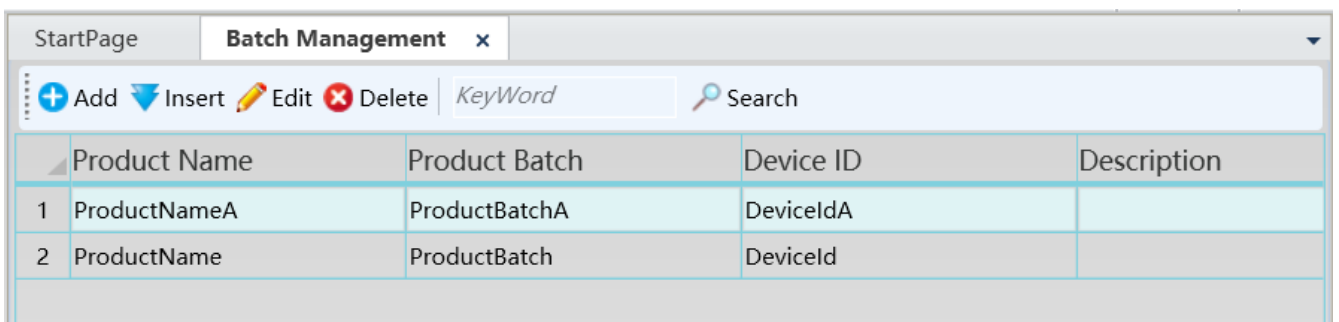 StartPage Batch Management x
Add Insert Edit Delete KeyWord Search
Product Name Product Batch Device ID Description
1 ProductNameA ProductBatchA DeviceIdA
2 ProductName ProductBatch DeviceId